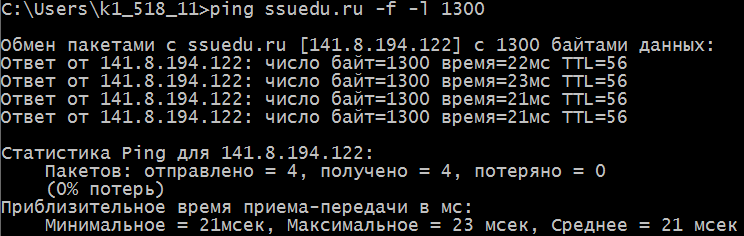 C:\Users\k1_518_11>ping ssuedu.ru -f -l 1300
Обмен пакетами с ssuedu.ru [141.8.194.122] с 1300 байтами данных:
Ответ от 141.8.194.122: число байт=1300 время=22мс TTL=56
Ответ от 141.8.194.122: число байт=1300 время=23мс TTL=56
Ответ от 141.8.194.122: число байт=1300 время=21мс TTL=56
Ответ от 141.8.194.122: число байт=1300 время=21мс TTL=56
Статистика Ping для 141.8.194.122:
Пакетов: отправлено = 4, получено = 4, потеряно = 0
(0% потерь)
Приблизительное время приема-передачи в мс:
Минимальное = 21мсек, Максимальное = 23 мсек, Среднее = 21 мсек